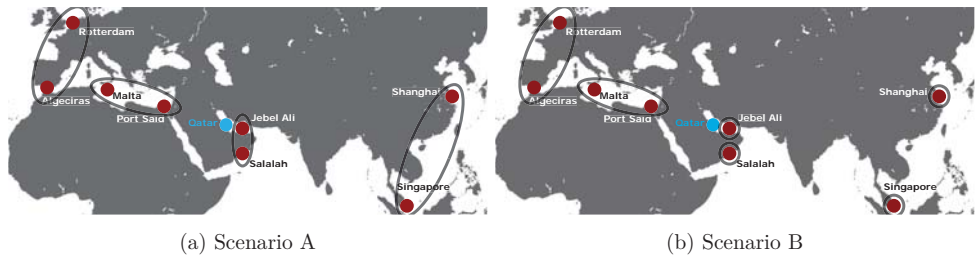 Rotterdam
Shanghai
Malta
Algeciras
Port Said
Qatar
Jebel Ali
Salalah
Singapore
(a) Scenario A
Rotterdam
Shanghai
Malta
Algeciras
Port Said
Qatar
Jebel Ali
Salalah
Singapore
(b) Scenario B